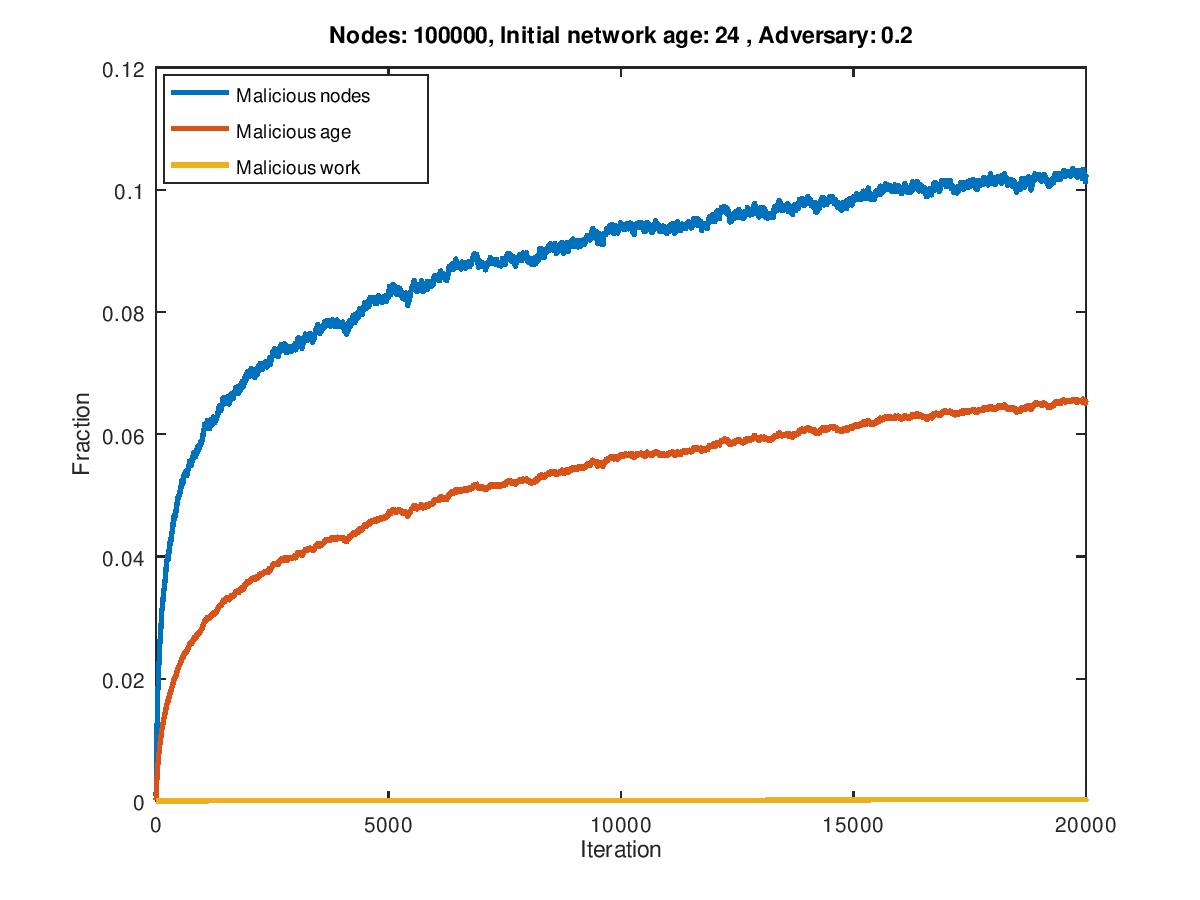 Nodes: 100000, Initial network age: 24 , Adversary: 0.2
Malicious nodes
Malicious age
Malicious work
0.12
0.1
0.08
0.06
0.04
0.02
0
Fraction
0 5000 10000 15000 20000
Iteration